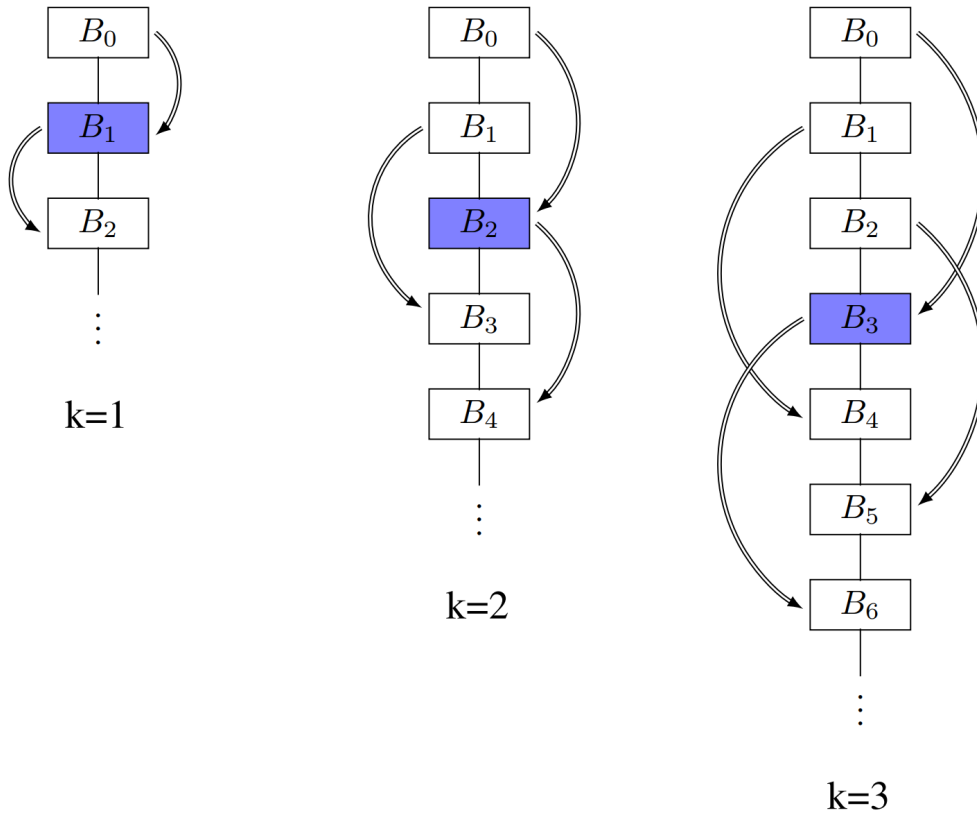 B₀
B₁
B₂
⋮
k=1
B₀
B₁
B₂
B₃
B₄
⋮
k=2
B₀
B₁
B₂
B₃
B₄
B₅
B₆
⋮
k=3